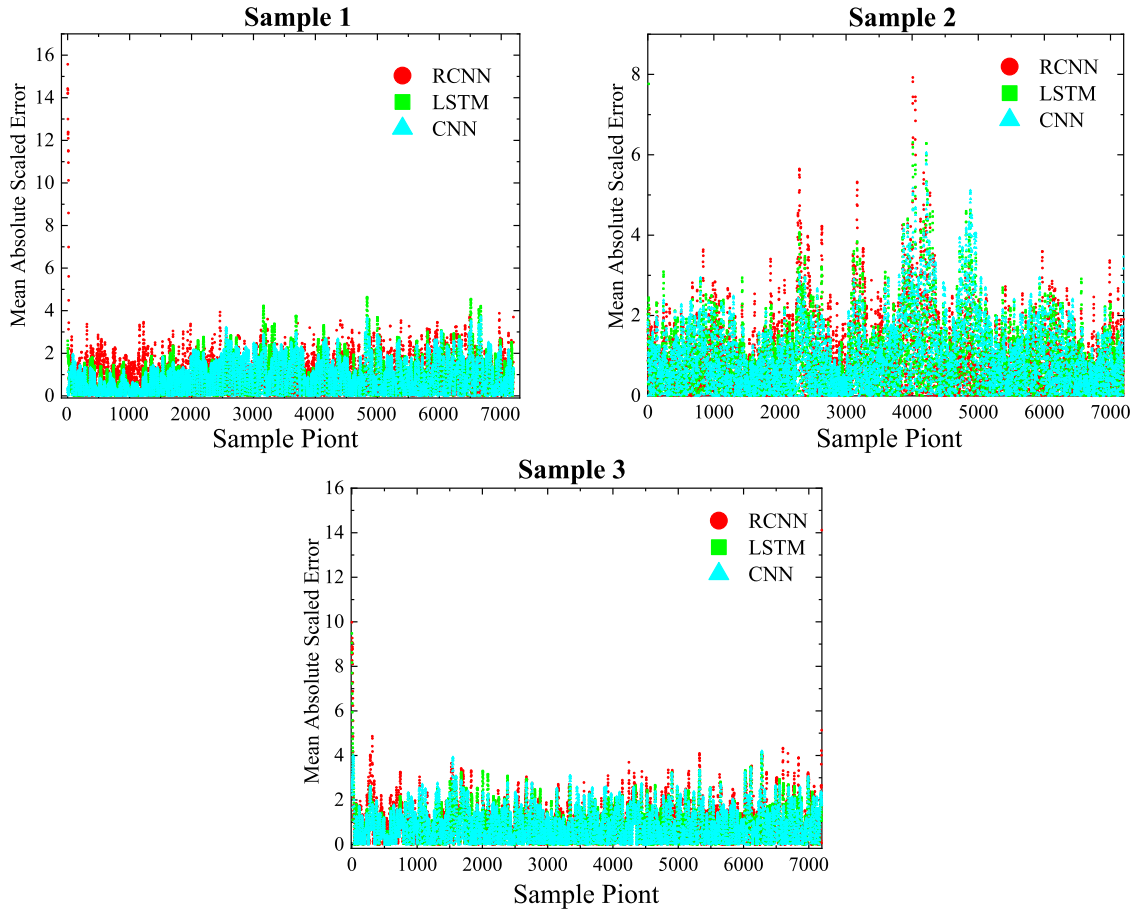 Sample 1
Mean Absolute Scaled Error
16
14
12
10
8
6
4
2
0
RCNN
LSTM
CNN
0 1000 2000 3000 4000 5000 6000 7000
Sample Piont
Sample 2
Mean Absolute Scaled Error
8
6
4
2
0
RCNN
LSTM
CNN
0 1000 2000 3000 4000 5000 6000 7000
Sample Piont
Sample 3
Mean Absolute Scaled Error
16
14
12
10
8
6
4
2
0
RCNN
LSTM
CNN
0 1000 2000 3000 4000 5000 6000 7000
Sample Piont